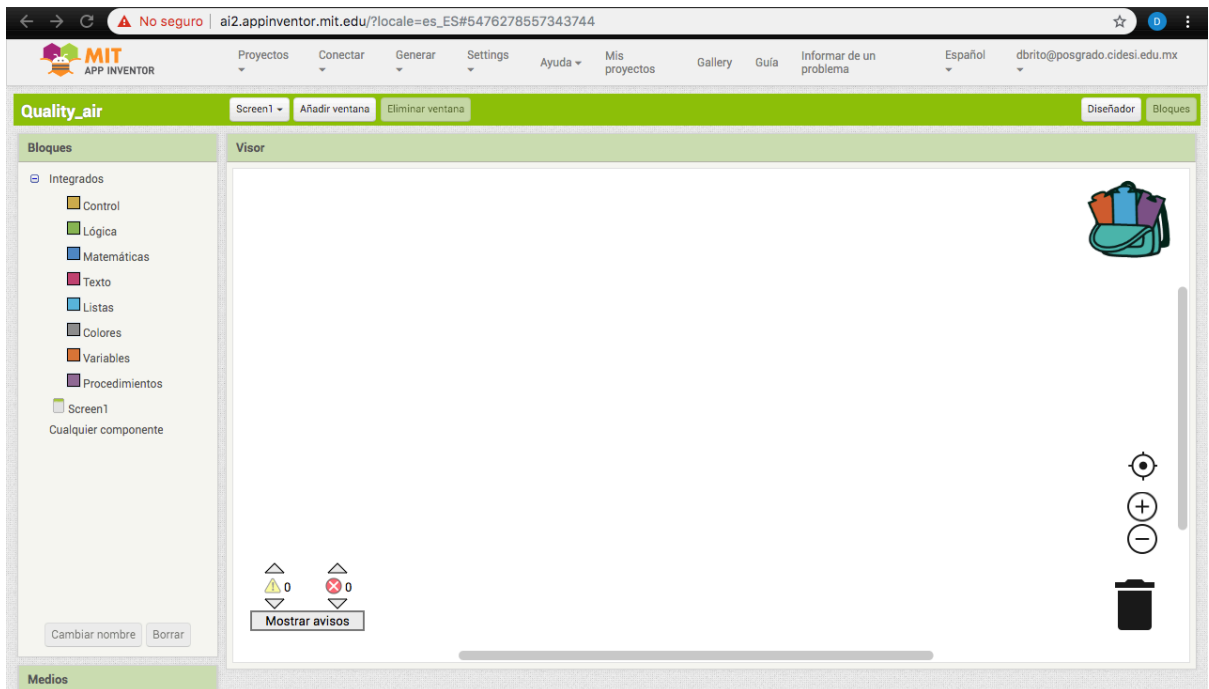 No seguro | ai2.appinventor.mit.edu/?locale=es_ES#5476278557343744
D
MIT
APP INVENTOR
Proyectos
Conectar
Generar
Settings
Ayuda
Mis
proyectos
Gallery
Guía
Informar de un
problema
Español
dbrito@posgrado.cidesi.edu.mx
Quality_air
Screen1
Añadir ventana
Eliminar ventana
Diseñador
Bloques
Bloques
Integrados
Control
Lógica
Matemáticas
Texto
Listas
Colores
Variables
Procedimientos
Screen1
Cualquier componente
Cambiar nombre
Borrar
Medios
Visor
0
0
Mostrar avisos